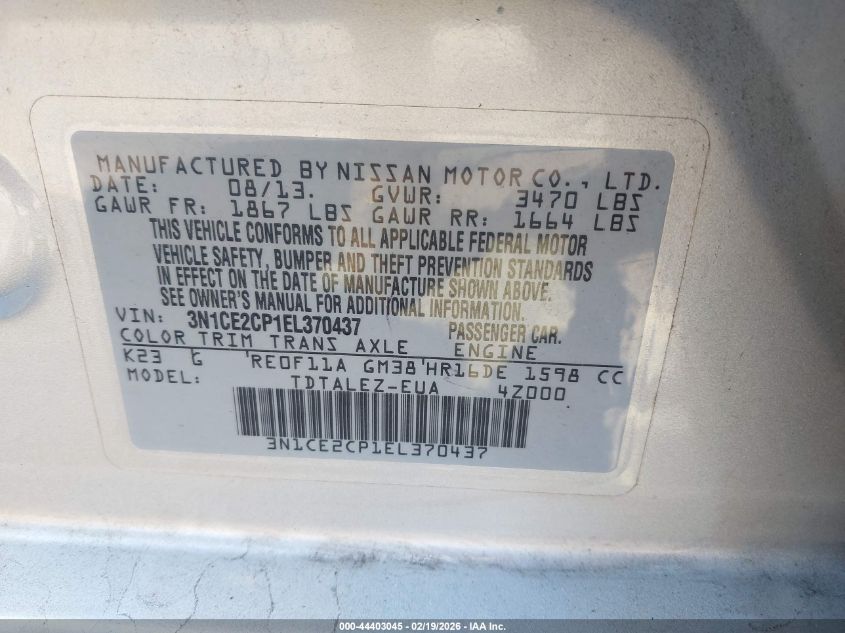 MANUFACTURED BY NISSAN MOTOR CO., LTD.
DATE: 08/13. GVWR: 3470 LBS
GAWR FR: 1867 LBS GAWR RR: 1664 LBS
THIS VEHICLE CONFORMS TO ALL APPLICABLE FEDERAL MOTOR
VEHICLE SAFETY, BUMPER AND THEFT PREVENTION STANDARDS
IN EFFECT ON THE DATE OF MANUFACTURE SHOWN ABOVE.
SEE OWNER'S MANUAL FOR ADDITIONAL INFORMATION.
VIN: 3N1CE2CP1EL370437 PASSENGER CAR.
COLOR TRIM TRANS AXLE ENGINE
K23 G 'RE0F11A GM38'HR16DE 1598 CC
MODEL: TDTALEZ-EUA 4Z000
3N1CE2CP1EL370437
000-44403045 - 02/19/2026 - IAA Inc.